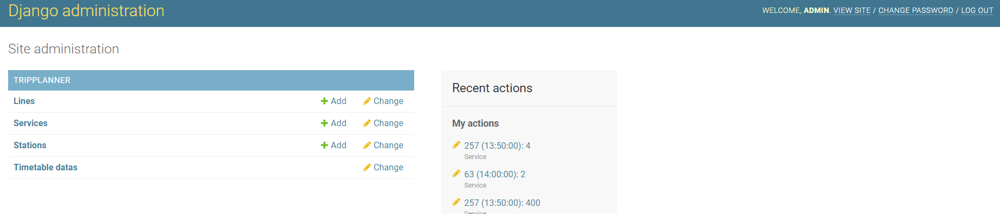 Django administration
WELCOME, ADMIN. VIEW SITE / CHANGE PASSWORD / LOG OUT
Site administration
TRIPPLANNER
Lines
Add
Change
Services
Add
Change
Stations
Add
Change
Timetable datas
Change
Recent actions
My actions
257 (13:50:00): 4
Service
63 (14:00:00): 2
Service
257 (13:50:00): 400
Service